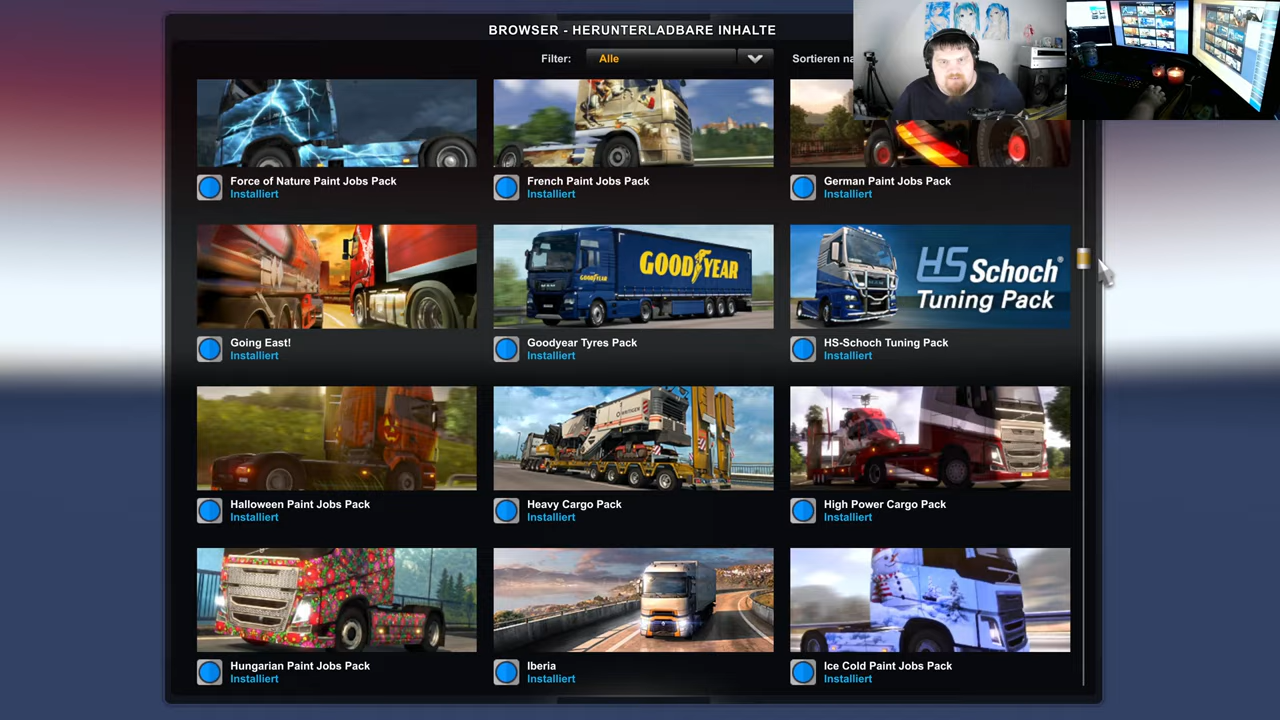 BROWSER - HERUNTERLADBARE INHALTE
Filter: Alle Sortieren na
Force of Nature Paint Jobs Pack
Installiert
French Paint Jobs Pack
Installiert
German Paint Jobs Pack
Installiert
GOODYEAR
HS Schoch®
Tuning Pack
Going East!
Installiert
Goodyear Tyres Pack
Installiert
HS-Schoch Tuning Pack
Installiert
Halloween Paint Jobs Pack
Installiert
Heavy Cargo Pack
Installiert
High Power Cargo Pack
Installiert
Hungarian Paint Jobs Pack
Installiert
Iberia
Installiert
Ice Cold Paint Jobs Pack
Installiert